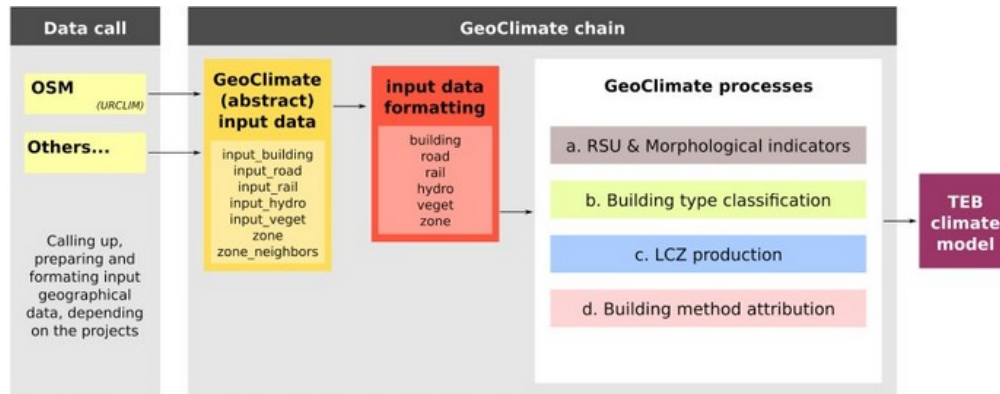 Data call
OSM
(URCLIM)
Others...
Calling up,
preparing and
formating input
geographical
data, depending
on the projects
GeoClimate chain
GeoClimate
(abstract)
input data
input_building
input_road
input_rail
input_hydro
input_veget
zone
zone_neighbors
input data
formatting
building
road
rail
hydro
veget
zone
GeoClimate processes
a. RSU & Morphological indicators
b. Building type classification
c. LCZ production
d. Building method attribution
TEB
climate
model